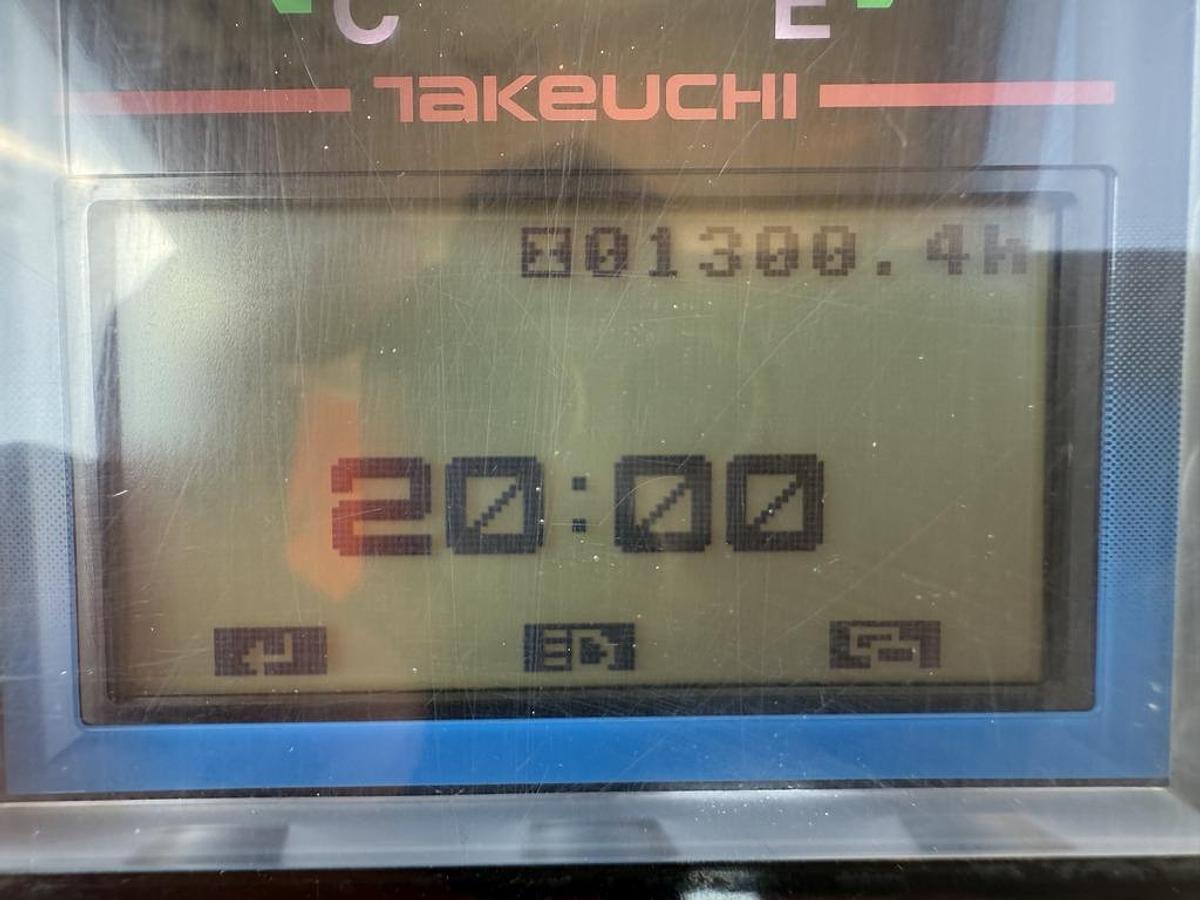 C E
TAKEUCHI
01300.4h
20:00